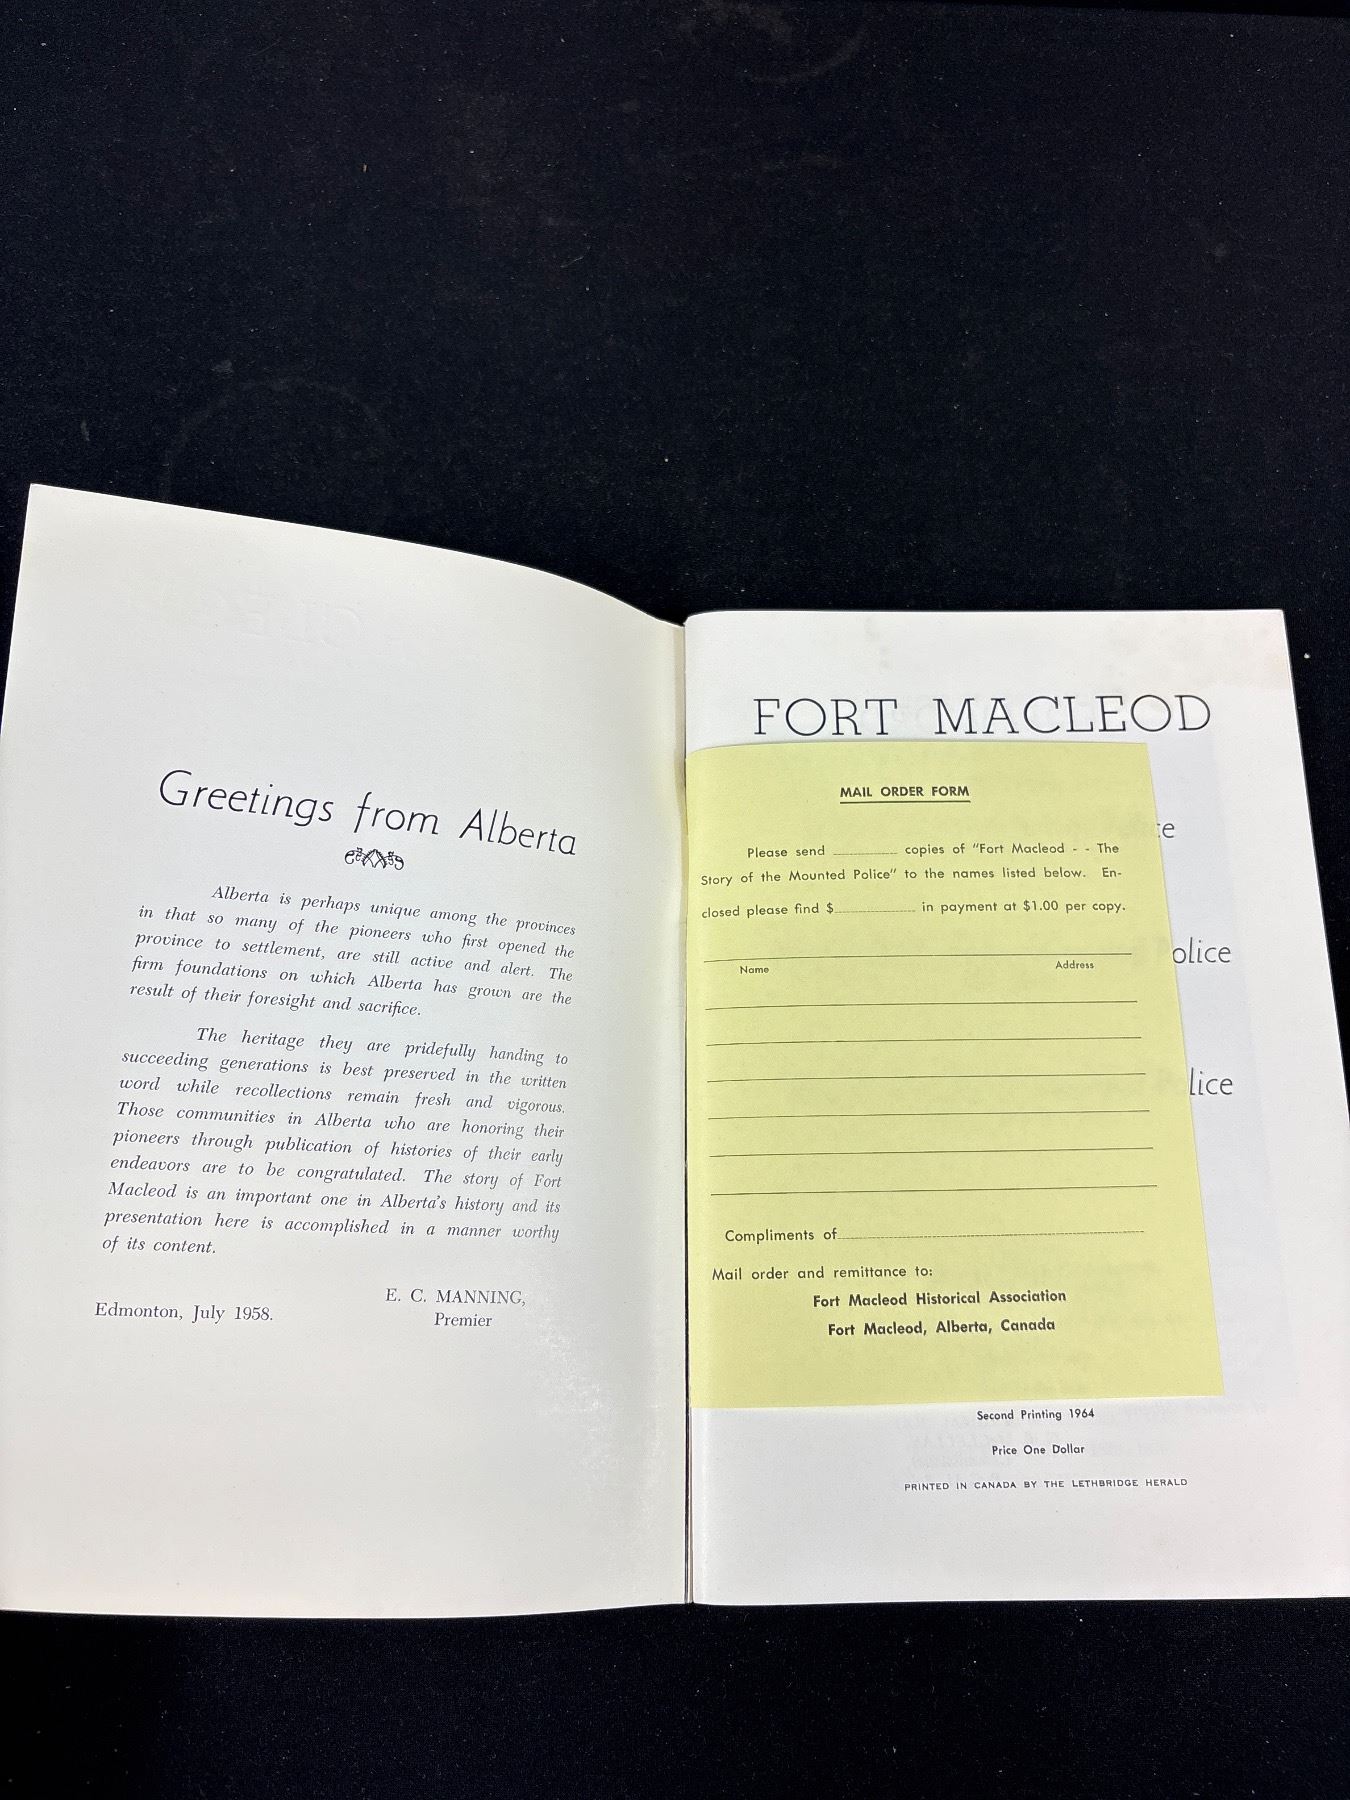 Greetings from Alberta
Alberta is perhaps unique among the provinces
in that so many of the pioneers who first opened the
province to settlement, are still active and alert. The
firm foundations on which Alberta has grown are the
result of their foresight and sacrifice.
The heritage they are pridefully handing to
succeeding generations is best preserved in the written
word while recollections remain fresh and vigorous.
Those communities in Alberta who are honoring their
pioneers through publication of histories of their early
endeavors are to be congratulated. The story of Fort
Macleod is an important one in Alberta's history and its
presentation here is accomplished in a manner worthy
of its content.
E. C. MANNING,
Edmonton, July 1958.
Premier
FORT MACLEOD
MAIL ORDER FORM
Please send copies of "Fort Macleod - - The
Story of the Mounted Police" to the names listed below. En-
closed please find $ in payment at $1.00 per copy.
Name Address
Compliments of
Mail order and remittance to:
Fort Macleod Historical Association
Fort Macleod, Alberta, Canada
olice
lice
Second Printing 1964
Price One Dollar
PRINTED IN CANADA BY THE LETHBRIDGE HERALD